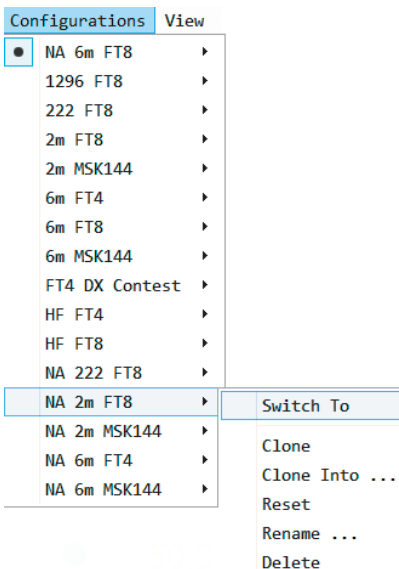 Configurations View
NA 6m FT8
1296 FT8
222 FT8
2m FT8
2m MSK144
6m FT4
6m FT8
6m MSK144
FT4 DX Contest
HF FT4
HF FT8
NA 222 FT8
NA 2m FT8
NA 2m MSK144
NA 6m FT4
NA 6m MSK144
Switch To
Clone
Clone Into ...
Reset
Rename ...
Delete